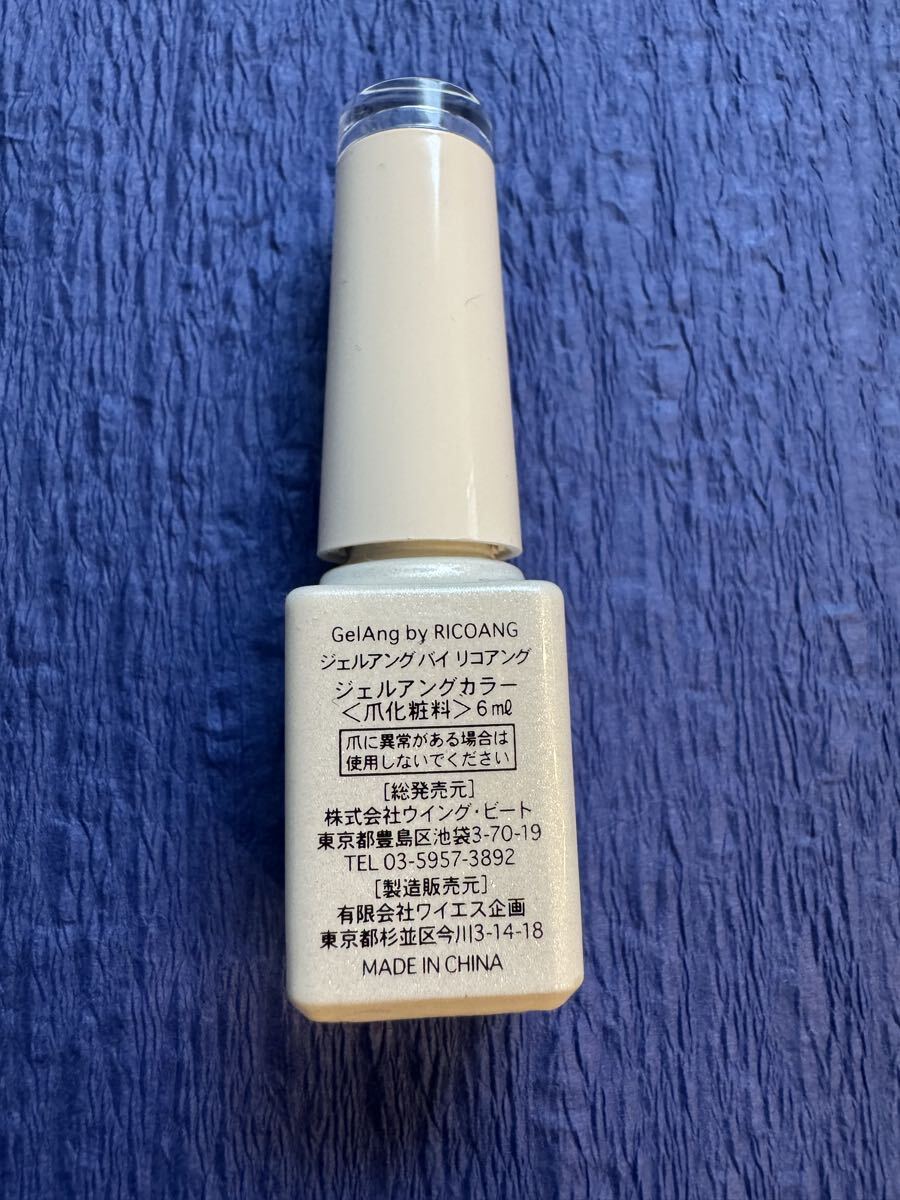 GelAng by RICOANG
ジェルアング バイ リコアング
ジェルアングカラー
＜爪化粧料＞6㎖
爪に異常がある場合は
使用しないでください
[総発売元]
株式会社ウイング・ビート
東京都豊島区池袋3-70-19
TEL 03-5957-3892
[製造販売元]
有限会社ワイエス企画
東京都杉並区今川3-14-18
MADE IN CHINA